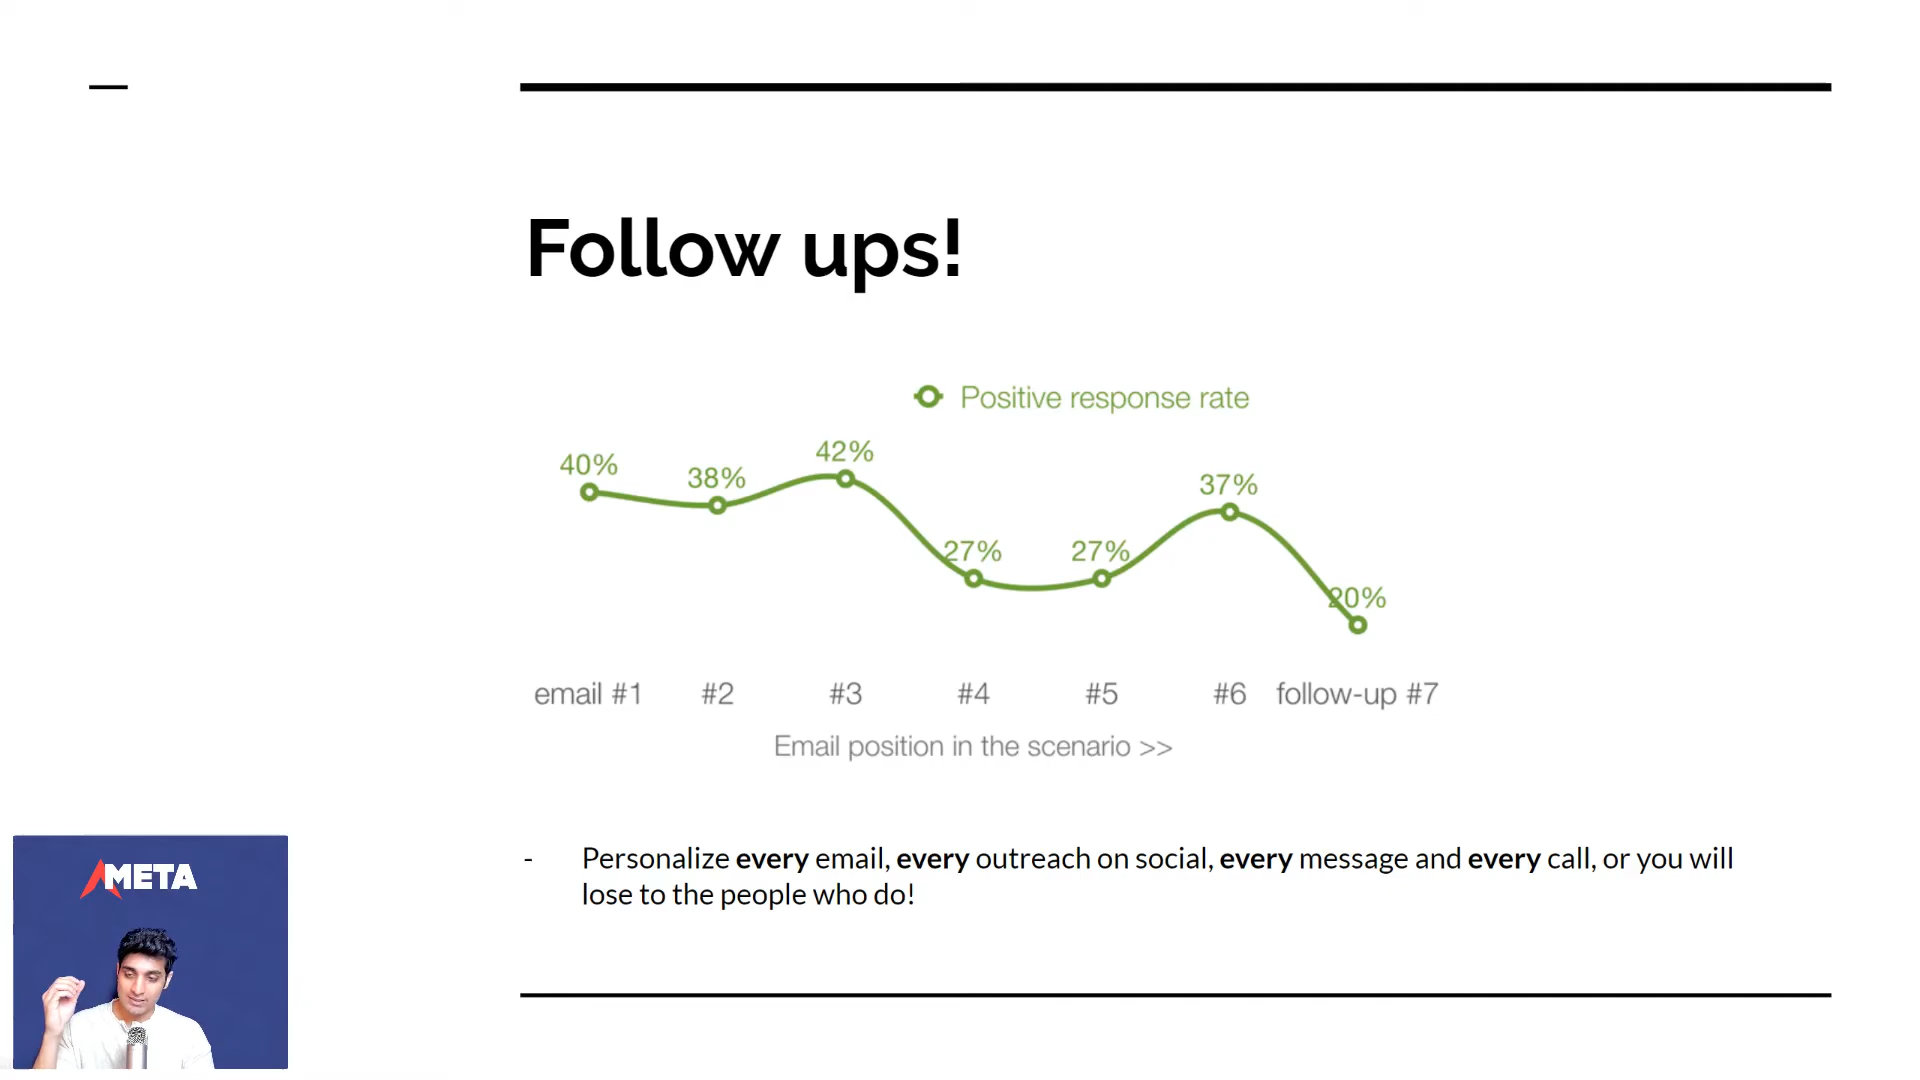 Follow ups!
Positive response rate
40%
38%
42%
27%
27%
37%
20%
email #1
#2
#3
#4
#5
#6
follow-up #7
Email position in the scenario >>
- Personalize every email, every outreach on social, every message and every call, or you will
lose to the people who do!
META